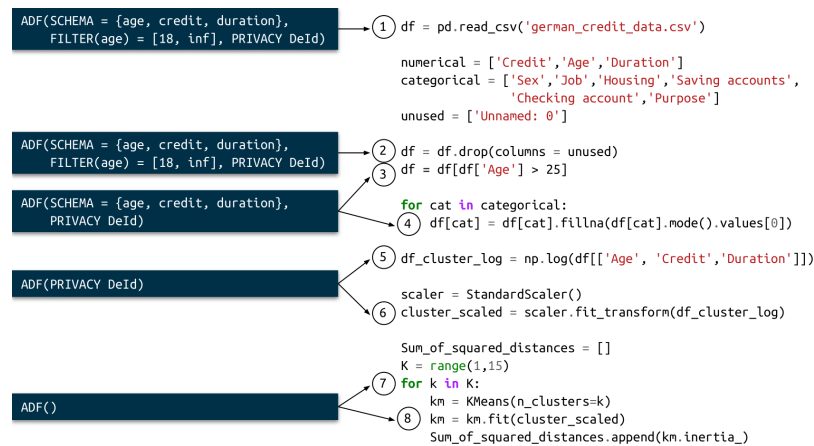 ADF(SCHEMA = {age, credit, duration},
FILTER(age) = [18, inf], PRIVACY DeId)
1 df = pd.read_csv('german_credit_data.csv')
numerical = ['Credit','Age','Duration']
categorical = ['Sex','Job','Housing','Saving accounts',
'Checking account','Purpose']
unused = ['Unnamed: 0']
ADF(SCHEMA = {age, credit, duration},
FILTER(age) = [18, inf], PRIVACY DeId)
2 df = df.drop(columns = unused)
3 df = df[df['Age'] > 25]
ADF(SCHEMA = {age, credit, duration},
PRIVACY DeId)
for cat in categorical:
4 df[cat] = df[cat].fillna(df[cat].mode().values[0])
5 df_cluster_log = np.log(df[['Age', 'Credit','Duration']])
ADF(PRIVACY DeId)
scaler = StandardScaler()
6 cluster_scaled = scaler.fit_transform(df_cluster_log)
Sum_of_squared_distances = []
K = range(1,15)
7 for k in K:
km = KMeans(n_clusters=k)
ADF()
8 km = km.fit(cluster_scaled)
Sum_of_squared_distances.append(km.inertia_)